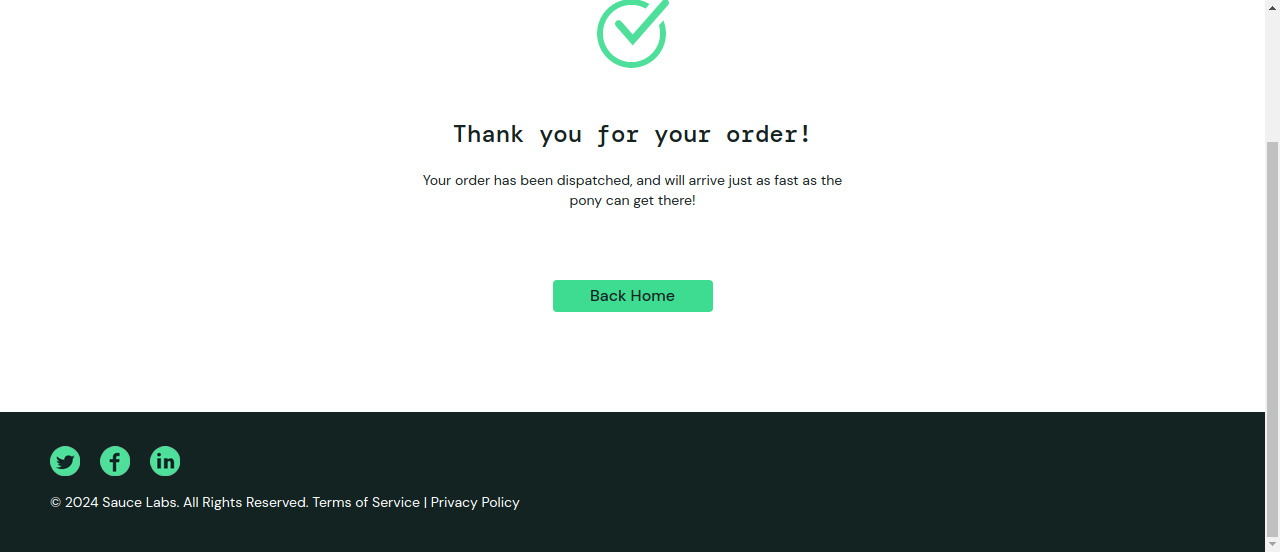 Thank you for your order!
Your order has been dispatched, and will arrive just as fast as the
pony can get there!
Back Home
© 2024 Sauce Labs. All Rights Reserved. Terms of Service | Privacy Policy